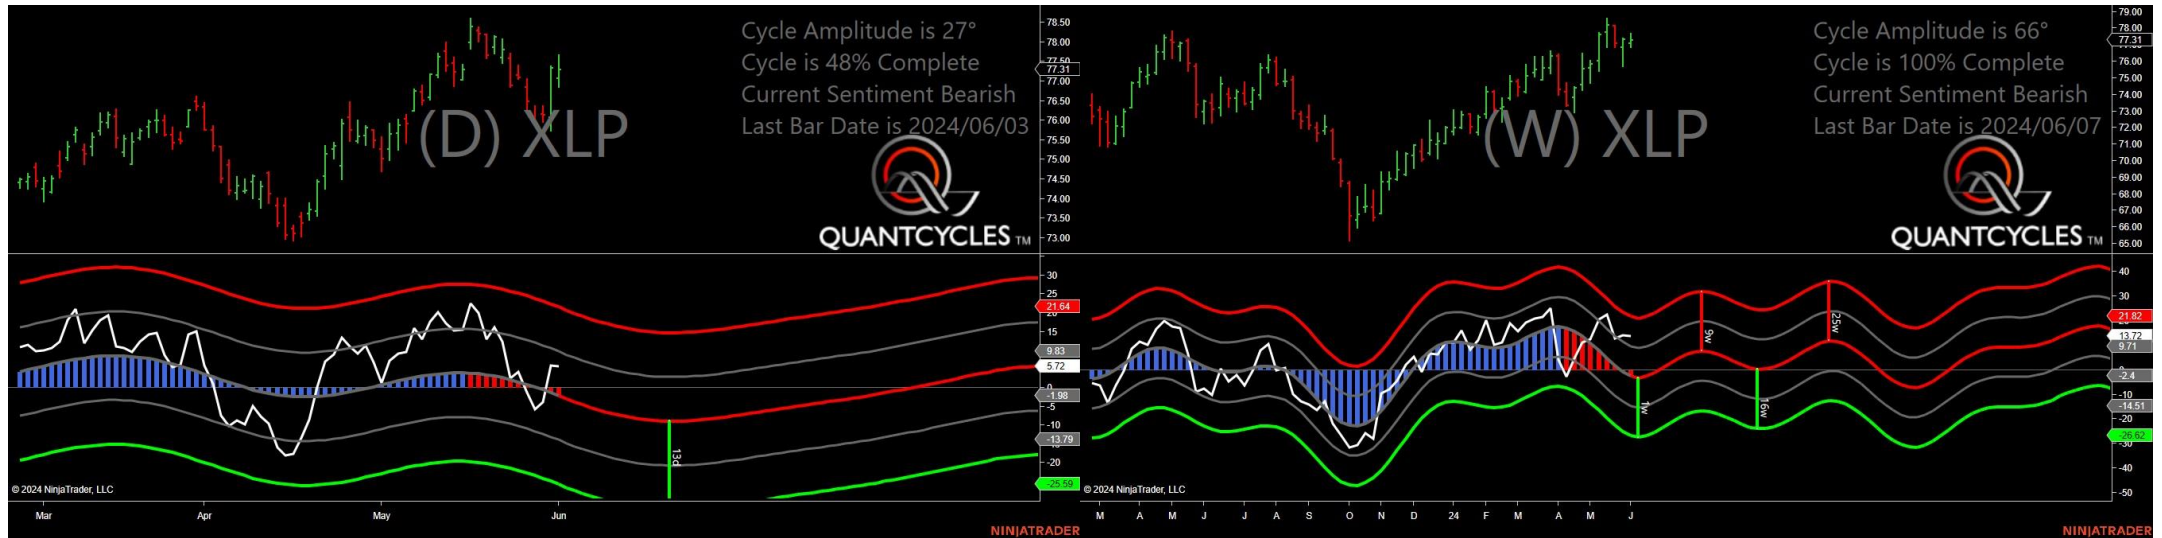 Cycle Amplitude is 27°
Cycle is 48% Complete
Current Sentiment Bearish
Last Bar Date is 2024/06/03
(D) XLP
QUANTCYCLES TM
78.50
78.00
77.50
77.31
77.00
76.50
76.00
75.50
75.00
74.50
74.00
73.50
73.00
30
25
21.64
20
15
9.83
5.72
0
-1.98
-5
-10
-13.79
-20
-25.59
13d
© 2024 NinjaTrader, LLC
Mar
Apr
May
Jun
NINJATRADER
Cycle Amplitude is 66°
Cycle is 100% Complete
Current Sentiment Bearish
Last Bar Date is 2024/06/07
(W) XLP
QUANTCYCLES TM
79.00
78.00
77.31
76.00
75.00
74.00
73.00
72.00
71.00
70.00
69.00
68.00
67.00
66.00
65.00
40
30
21.82
13.72
9.71
-2.4
-10
-14.51
-20
-26.62
-30
-40
-50
1w
9w
16w
25w
© 2024 NinjaTrader, LLC
M A M J J A S O N D 24 F M A M J
NINJATRADER